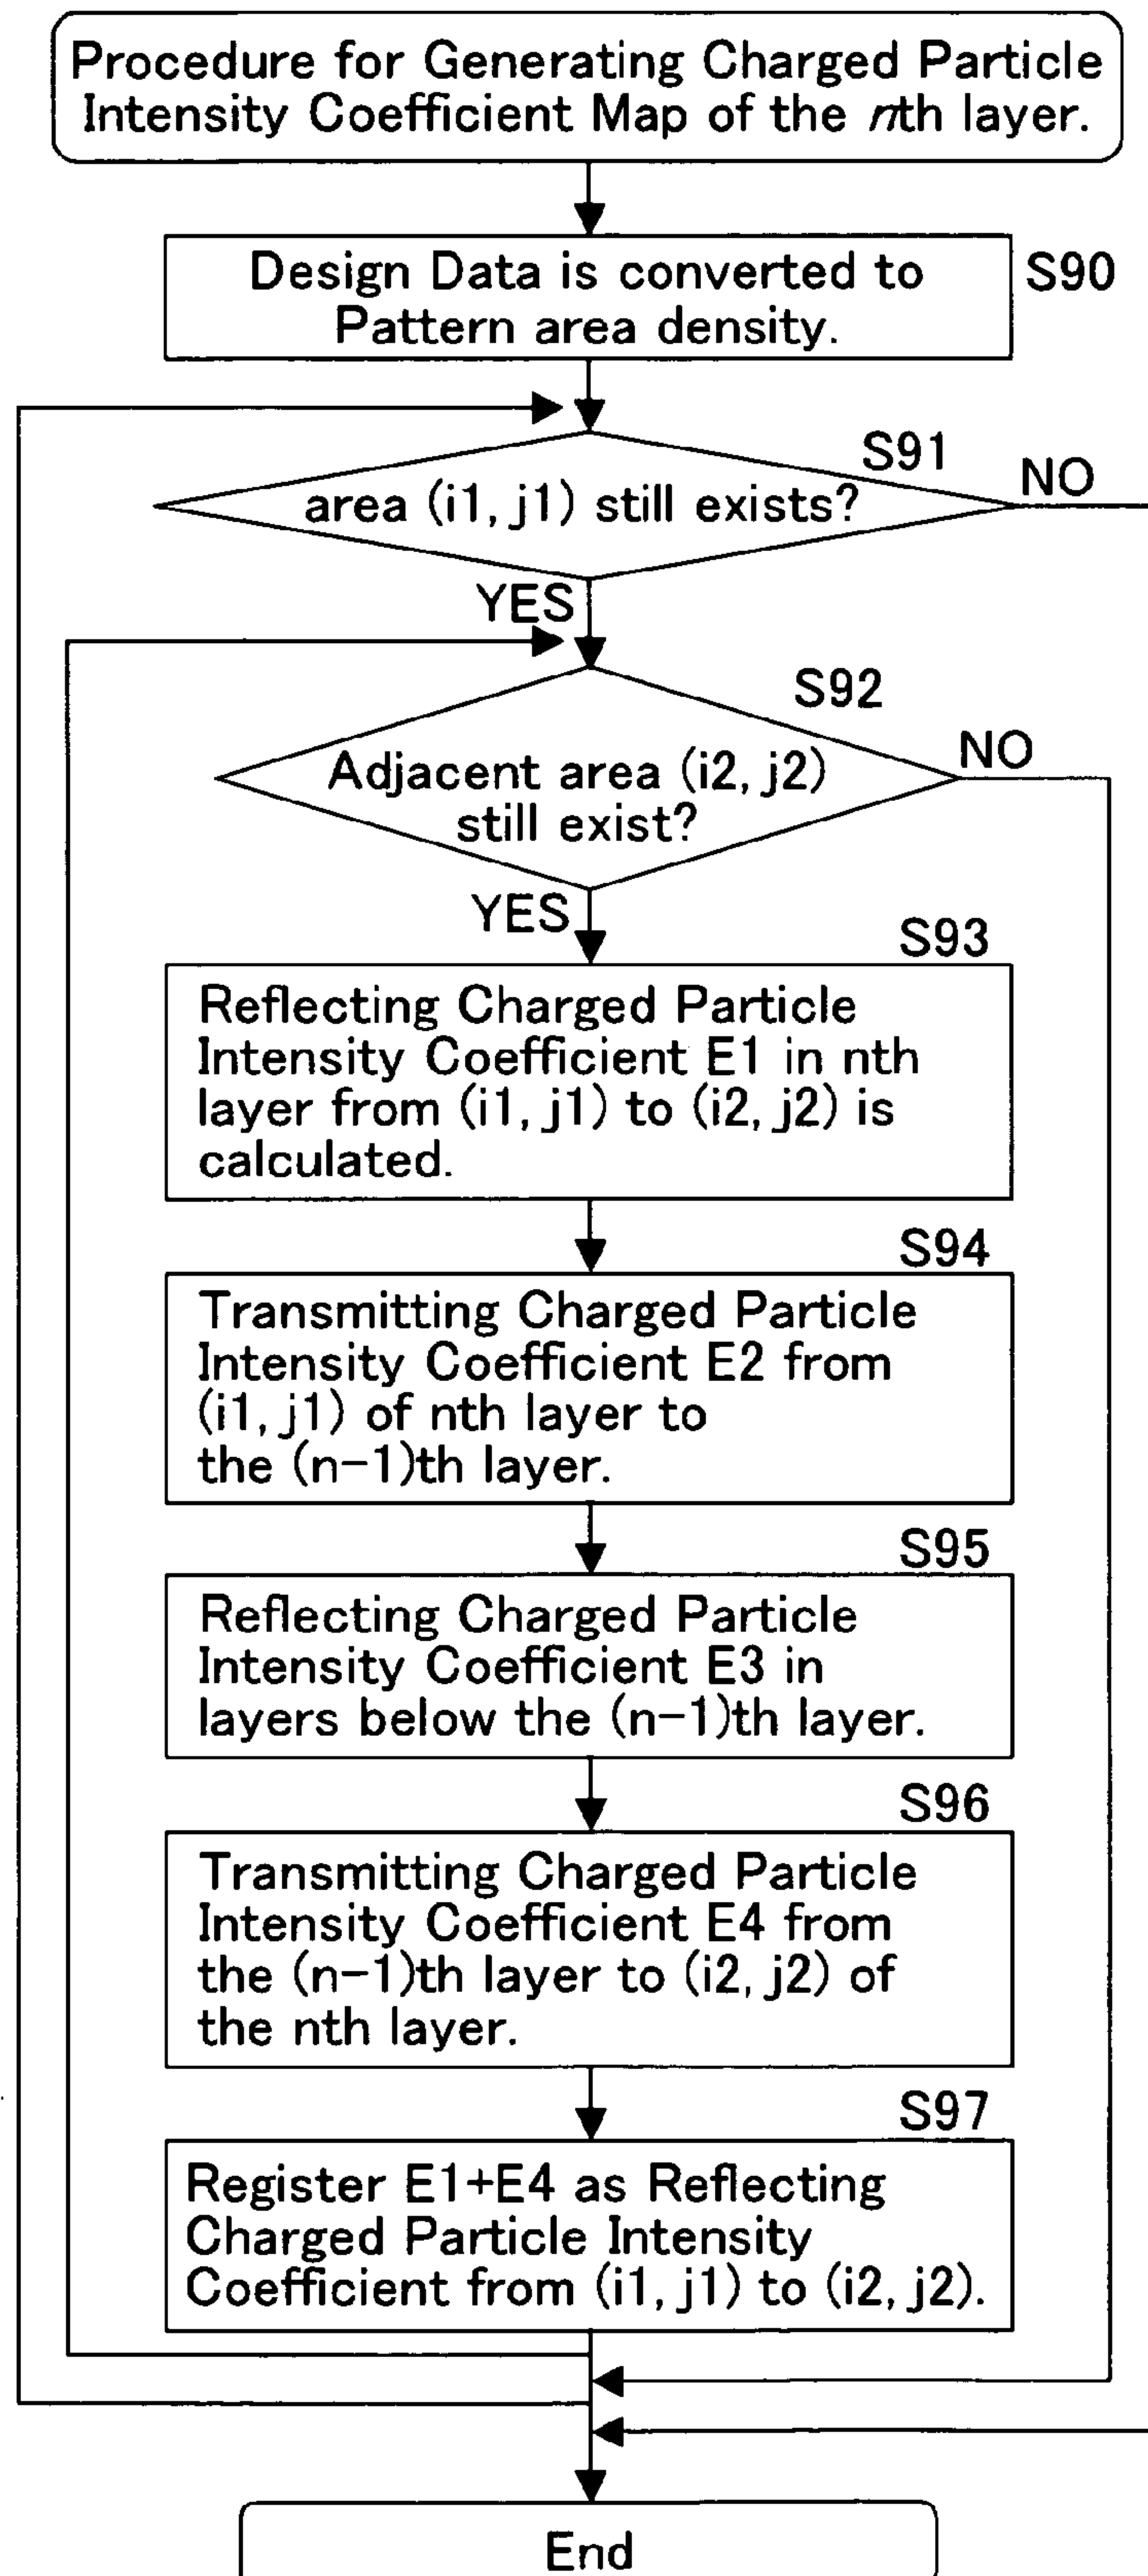 Procedure for Generating Charged Particle
Intensity Coefficient Map of the nth layer.
Design Data is converted to
Pattern area density.
S90
S91
area (i1, j1) still exists?
NO
YES
S92
Adjacent area (i2, j2)
still exist?
NO
YES
S93
Reflecting Charged Particle
Intensity Coefficient E1 in nth
layer from (i1, j1) to (i2, j2) is
calculated.
S94
Transmitting Charged Particle
Intensity Coefficient E2 from
(i1, j1) of nth layer to
the (n-1)th layer.
S95
Reflecting Charged Particle
Intensity Coefficient E3 in
layers below the (n-1)th layer.
S96
Transmitting Charged Particle
Intensity Coefficient E4 from
the (n-1)th layer to (i2, j2) of
the nth layer.
S97
Register E1+E4 as Reflecting
Charged Particle Intensity
Coefficient from (i1, j1) to (i2, j2).
End